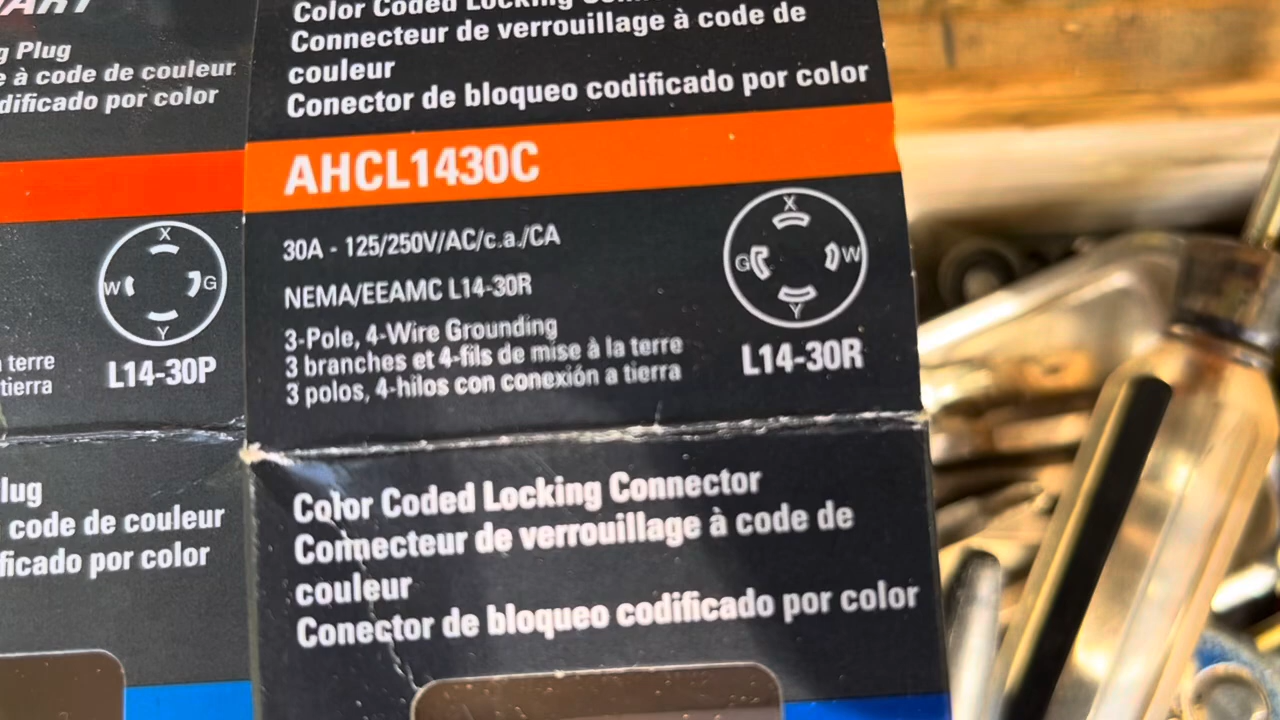 g Plug
à code de couleur
dificado por color
X
W
G
Y
L14-30P
terre
tierra
lug
code de couleur
ficado por color
Color Coded Locking
Connecteur de verrouillage à code de
couleur
Conector de bloqueo codificado por color
AHCL1430C
30A - 125/250V/AC/c.a./CA
NEMA/EEAMC L14-30R
3-Pole, 4-Wire Grounding
3 branches et 4-fils de mise à la terre
3 polos, 4-hilos con conexión a tierra
X
G
W
Y
L14-30R
Color Coded Locking Connector
Connecteur de verrouillage à code de
couleur
Conector de bloqueo codificado por color